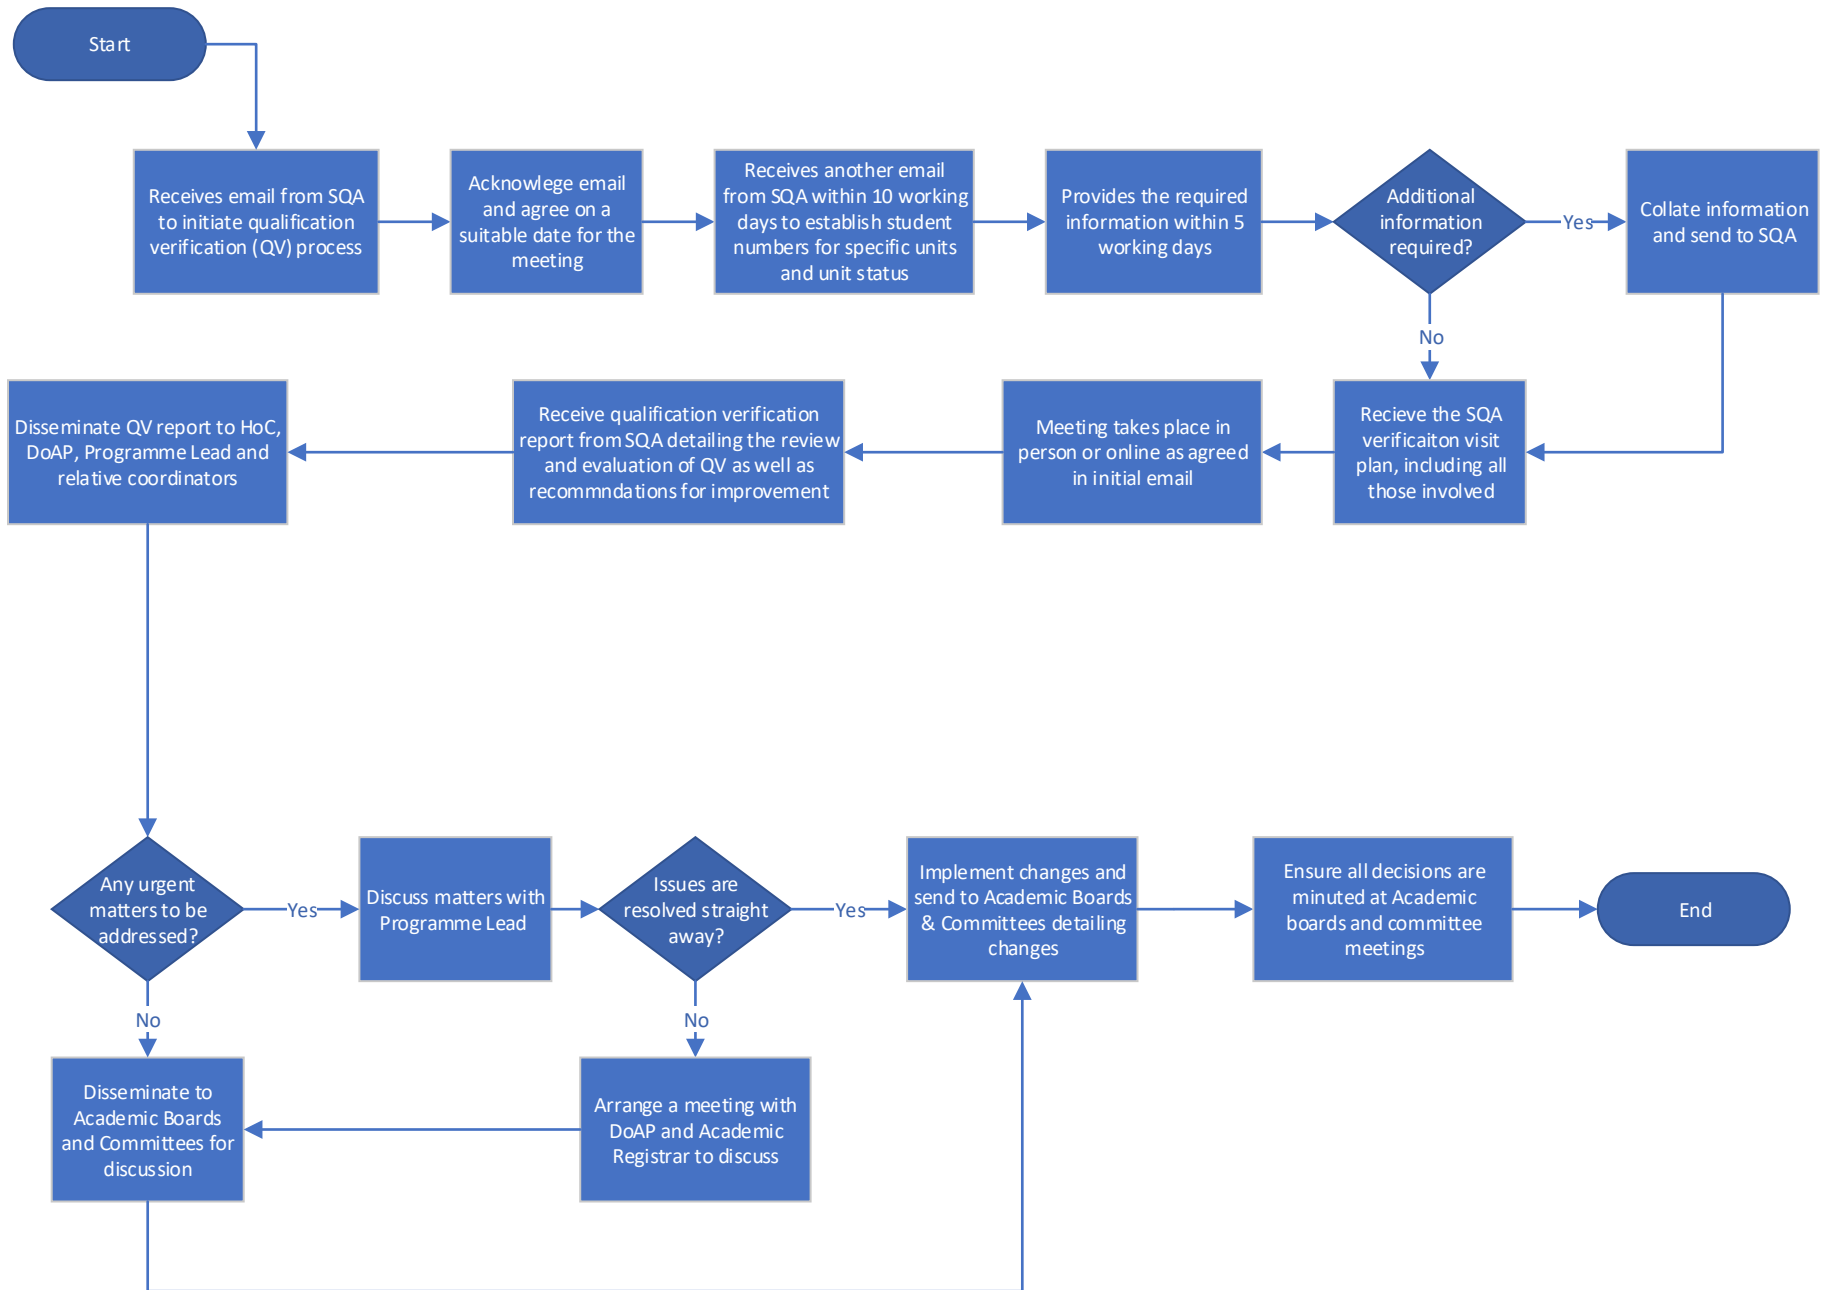 Start
Receives email from SQA
to initiate qualification
verification (QV) process
Acknowlege email
and agree on a
suitable date for the
meeting
Receives another email
from SQA within 10 working
days to establish student
numbers for specific units
and unit status
Provides the required
information within 5
working days
Additional
information
required?
Yes
Collate information
and send to SQA
No
Disseminate QV report to HoC,
DoAP, Programme Lead and
relative coordinators
Receive qualification verification
report from SQA detailing the review
and evaluation of QV as well as
recommndations for improvement
Meeting takes place in
person or online as agreed
in initial email
Recieve the SQA
verificaiton visit
plan, including all
those involved
Any urgent
matters to be
addressed?
Yes
Discuss matters with
Programme Lead
Issues are
resolved straight
away?
Yes
Implement changes and
send to Academic Boards
& Committees detailing
changes
Ensure all decisions are
minuted at Academic
boards and committee
meetings
End
No
No
Disseminate to
Academic Boards
and Committees for
discussion
Arrange a meeting with
DoAP and Academic
Registrar to discuss